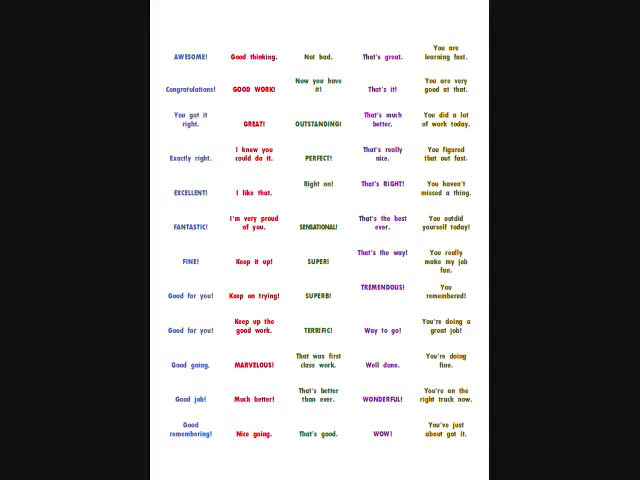 AWESOME! Good thinking. Not bad. That's great. You are
learning fast.
Congratulations! GOOD WORK! Now you have
it! That's it! You are very
good at that.
You got it
right. GREAT! OUTSTANDING! That's much
better. You did a lot
of work today.
Exactly right. I knew you
could do it. PERFECT! That's really
nice. You figured
that out fast.
EXCELLENT! I like that. Right on! That's RIGHT! You haven't
missed a thing.
FANTASTIC! I'm very proud
of you. SENSATIONAL! That's the best
ever. You outdid
yourself today!
FINE! Keep it up! SUPER! That's the way! You really
make my job
fun.
Good for you! Keep on trying! SUPERB! TREMENDOUS! You
remembered!
Good for you! Keep up the
good work. TERRIFIC! Way to go! You're doing a
great job!
Good going. MARVELOUS! That was first
class work. Well done. You're doing
fine.
Good job! Much better! That's better
than ever. WONDERFUL! You're on the
right track now.
Good
remembering! Nice going. That's good. WOW! You've just
about got it.